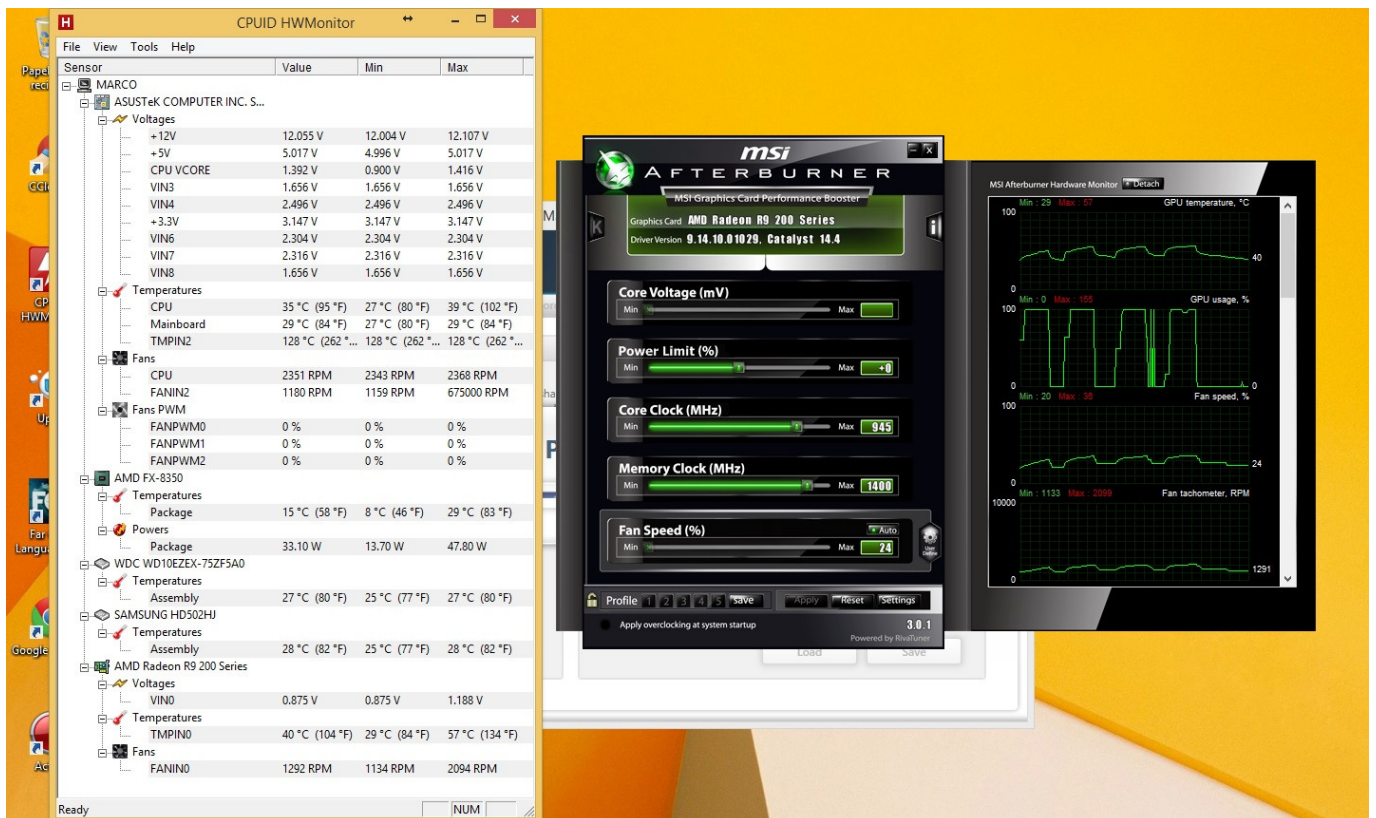 CPUID HWMonitor
File View Tools Help
Sensor Value Min Max
MARCO
ASUSTeK COMPUTER INC. S...
Voltages
+12V 12.055 V 12.004 V 12.107 V
+5V 5.017 V 4.996 V 5.017 V
CPU VCORE 1.392 V 0.900 V 1.416 V
VIN3 1.656 V 1.656 V 1.656 V
VIN4 2.496 V 2.496 V 2.496 V
+3.3V 3.147 V 3.147 V 3.147 V
VIN6 2.304 V 2.304 V 2.304 V
VIN7 2.316 V 2.316 V 2.316 V
VIN8 1.656 V 1.656 V 1.656 V
Temperatures
CPU 35 °C (95 °F) 27 °C (80 °F) 39 °C (102 °F)
Mainboard 29 °C (84 °F) 27 °C (80 °F) 29 °C (84 °F)
TMPIN2 128 °C (262 °... 128 °C (262 °... 128 °C (262 °...
Fans
CPU 2351 RPM 2343 RPM 2368 RPM
FANIN2 1180 RPM 1159 RPM 675000 RPM
Fans PWM
FANPWM0 0 % 0 % 0 %
FANPWM1 0 % 0 % 0 %
FANPWM2 0 % 0 % 0 %
AMD FX-8350
Temperatures
Package 15 °C (58 °F) 8 °C (46 °F) 29 °C (83 °F)
Powers
Package 33.10 W 13.70 W 47.80 W
WDC WD10EZEX-75ZF5A0
Temperatures
Assembly 27 °C (80 °F) 25 °C (77 °F) 27 °C (80 °F)
SAMSUNG HD502HJ
Temperatures
Assembly 28 °C (82 °F) 25 °C (77 °F) 28 °C (82 °F)
AMD Radeon R9 200 Series
Voltages
VIN0 0.875 V 0.875 V 1.188 V
Temperatures
TMPIN0 40 °C (104 °F) 29 °C (84 °F) 57 °C (134 °F)
Fans
FANIN0 1292 RPM 1134 RPM 2094 RPM
Ready NUM
msi
AFTERBURNER
MSI Graphics Card Performance Booster
Graphics Card AMD Radeon R9 200 Series
Driver Version 9.14.10.01029, Catalyst 14.4
K i
Core Voltage (mV)
Min Max
Power Limit (%)
Min Max +0
Core Clock (MHz)
Min Max 945
Memory Clock (MHz)
Min Max 1400
Fan Speed (%) Auto
Min Max 24
User Define
Profile 1 2 3 4 5 save Apply Reset Settings
Apply overclocking at system startup 3.0.1
Powered by RivaTuner
Load Save
MSI Afterburner Hardware Monitor Detach
Min : 29 Max : 57 GPU temperature, °C
100
40
0
Min : 0 Max : 155 GPU usage, %
100
0
0
Min : 20 Max : 36 Fan speed, %
100
24
0
Min : 1133 Max : 2099 Fan tachometer, RPM
10000
1291
0
Google